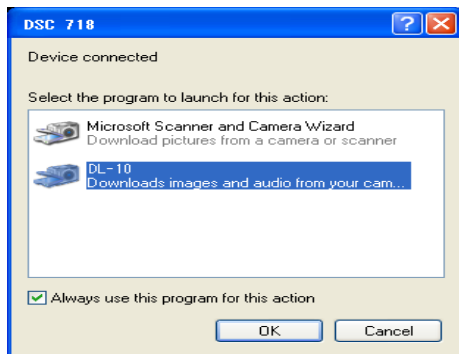 DSC 718
Device connected
Select the program to launch for this action:
Microsoft Scanner and Camera Wizard
Download pictures from a camera or scanner
DL-10
Downloads images and audio from your cam...
Always use this program for this action
OK Cancel